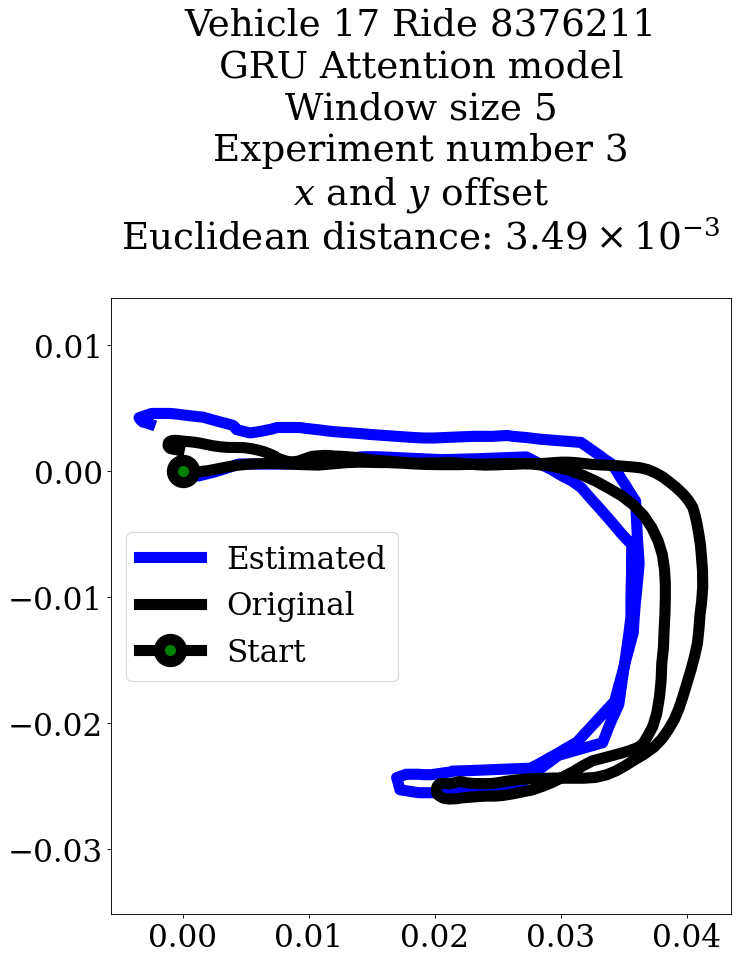 Vehicle 17 Ride 8376211
GRU Attention model
Window size 5
Experiment number 3
x and y offset
Euclidean distance: 3.49 × 10⁻³
0.01
0.00
−0.01
−0.02
−0.03
Estimated
Original
Start
0.00 0.01 0.02 0.03 0.04